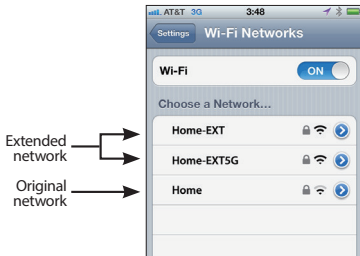 AT&T 3G 3:48
Settings Wi-Fi Networks
Wi-Fi ON
Choose a Network...
Home-EXT
Home-EXT5G
Home
Extended
network
Original
network